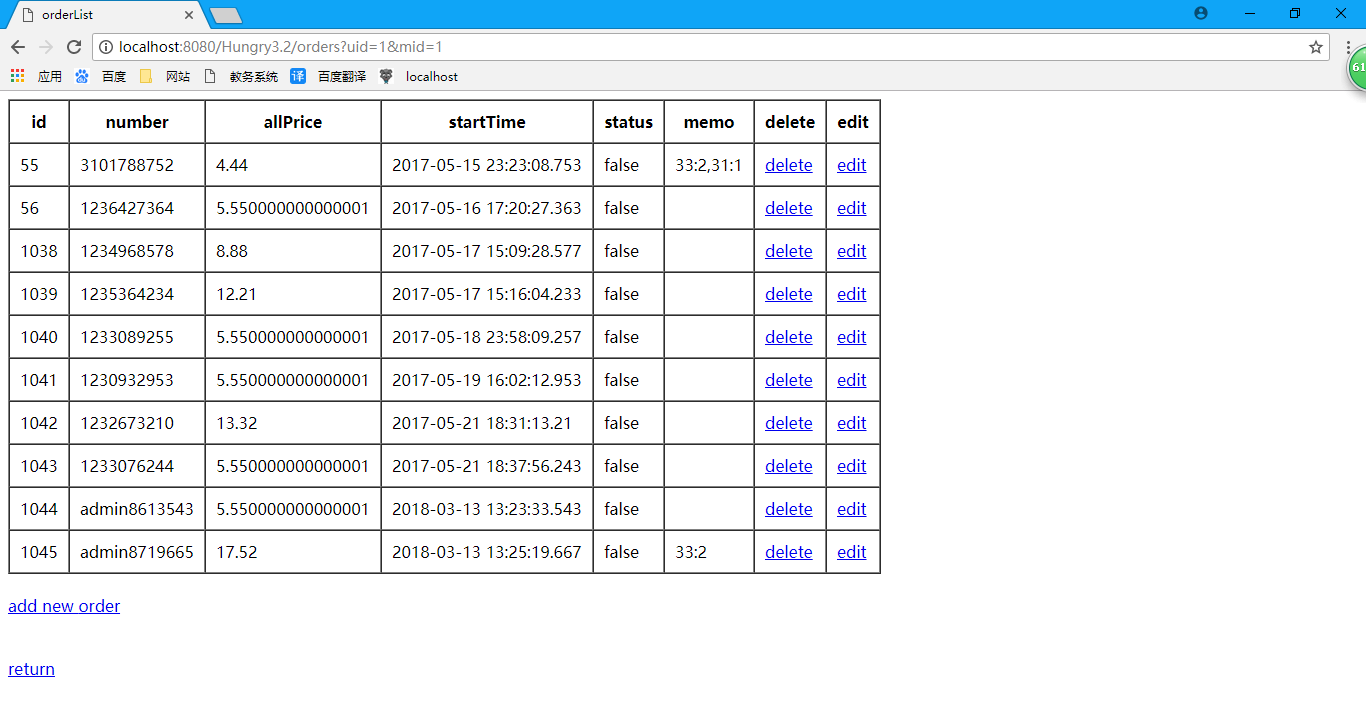 orderList
localhost:8080/Hungry3.2/orders?uid=1&mid=1
应用 百度 网站 教务系统 译 百度翻译 localhost
61
id number allPrice startTime status memo delete edit
55 3101788752 4.44 2017-05-15 23:23:08.753 false 33:2,31:1 delete edit
56 1236427364 5.550000000000001 2017-05-16 17:20:27.363 false delete edit
1038 1234968578 8.88 2017-05-17 15:09:28.577 false delete edit
1039 1235364234 12.21 2017-05-17 15:16:04.233 false delete edit
1040 1233089255 5.550000000000001 2017-05-18 23:58:09.257 false delete edit
1041 1230932953 5.550000000000001 2017-05-19 16:02:12.953 false delete edit
1042 1232673210 13.32 2017-05-21 18:31:13.21 false delete edit
1043 1233076244 5.550000000000001 2017-05-21 18:37:56.243 false delete edit
1044 admin8613543 5.550000000000001 2018-03-13 13:23:33.543 false delete edit
1045 admin8719665 17.52 2018-03-13 13:25:19.667 false 33:2 delete edit
add new order
return